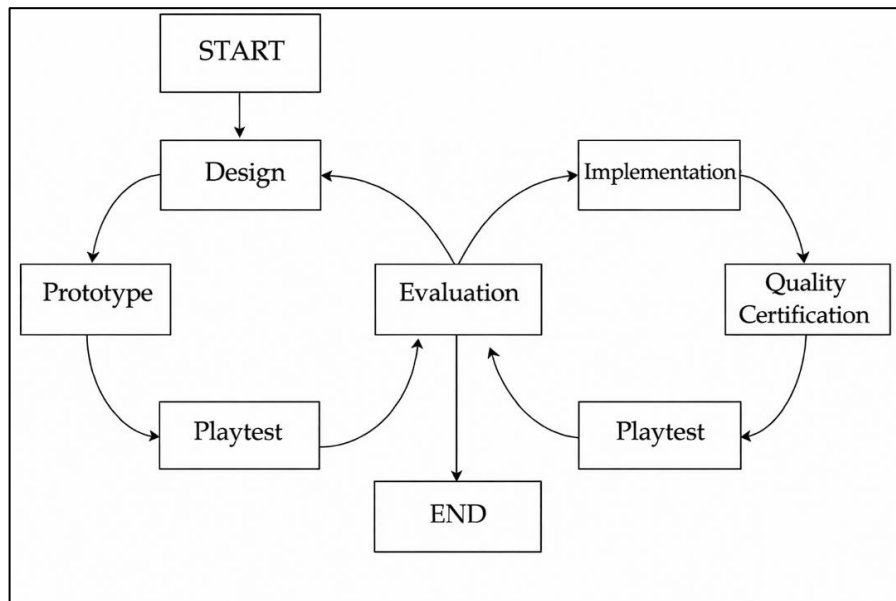 START
Design
Implementation
Prototype
Evaluation
Quality
Certification
Playtest
Playtest
END